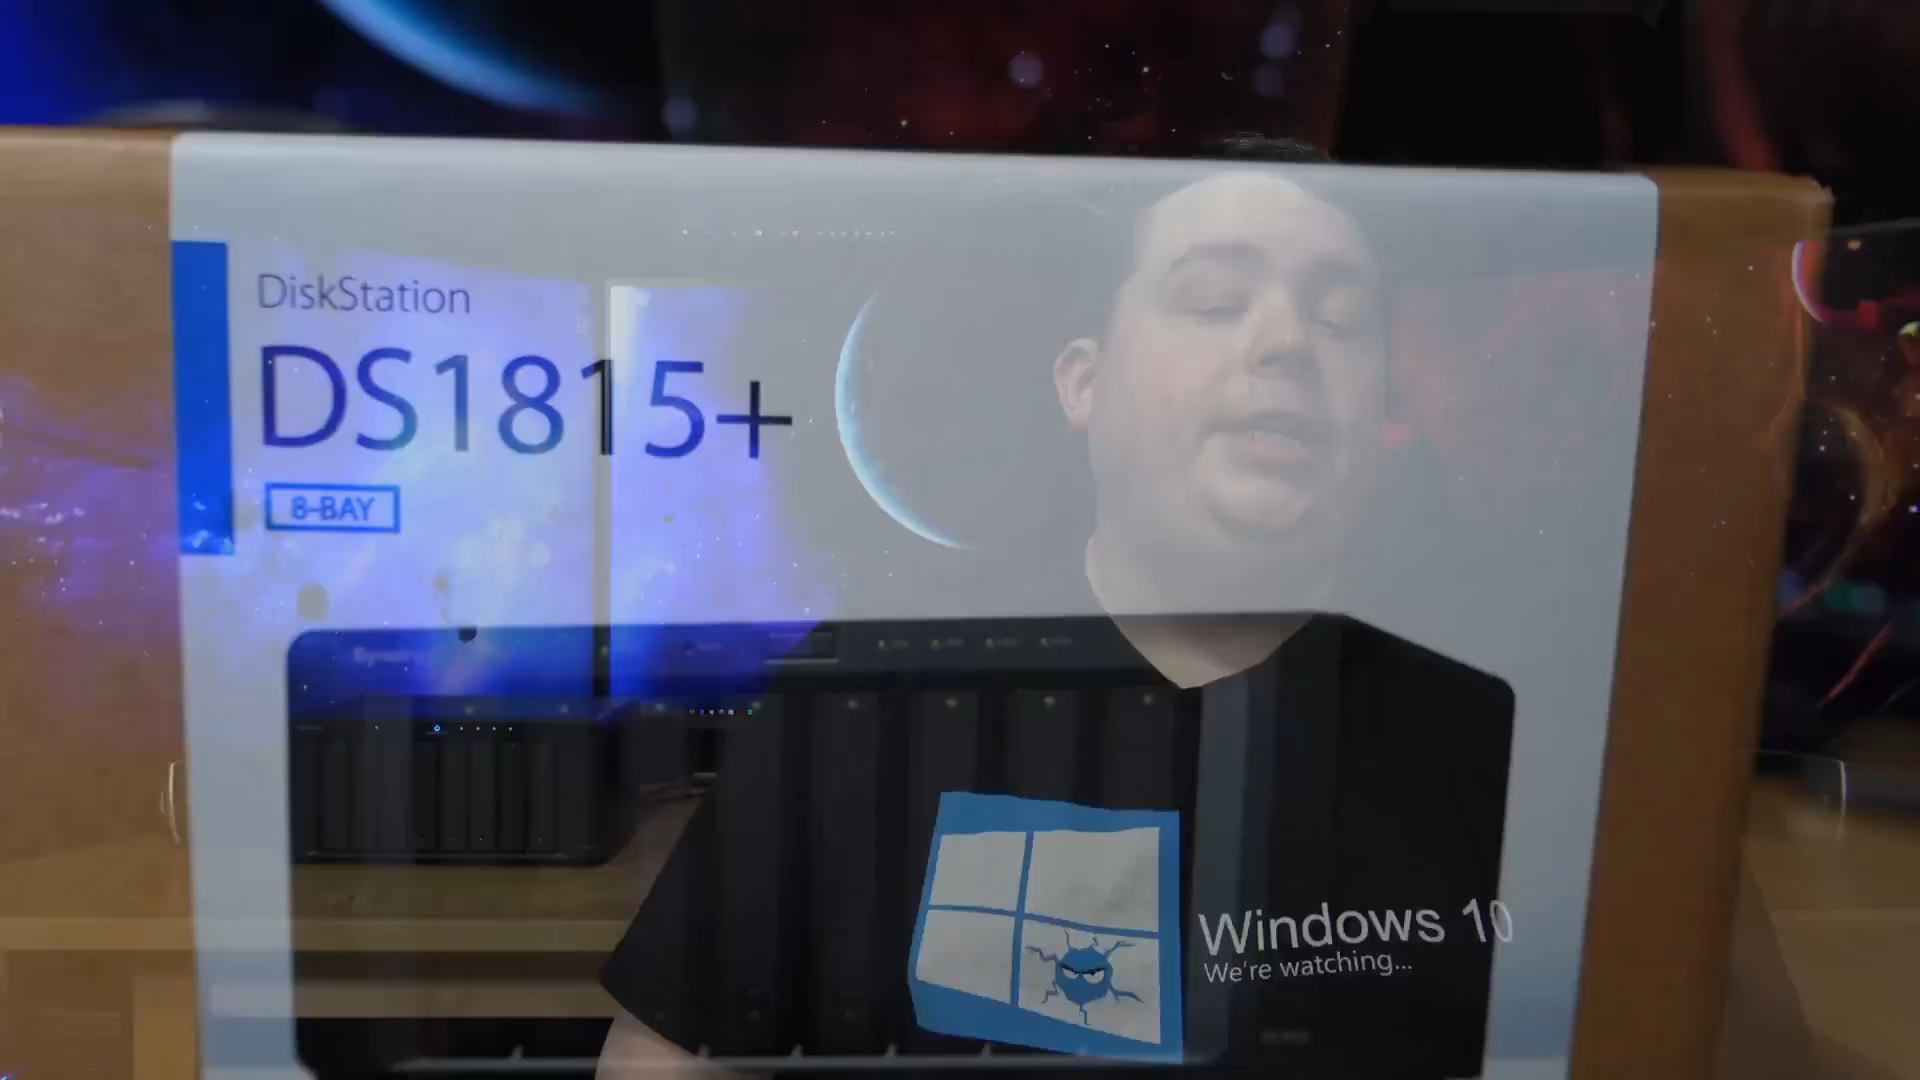 DiskStation
DS1815+
8-BAY
Windows 10
We're watching...